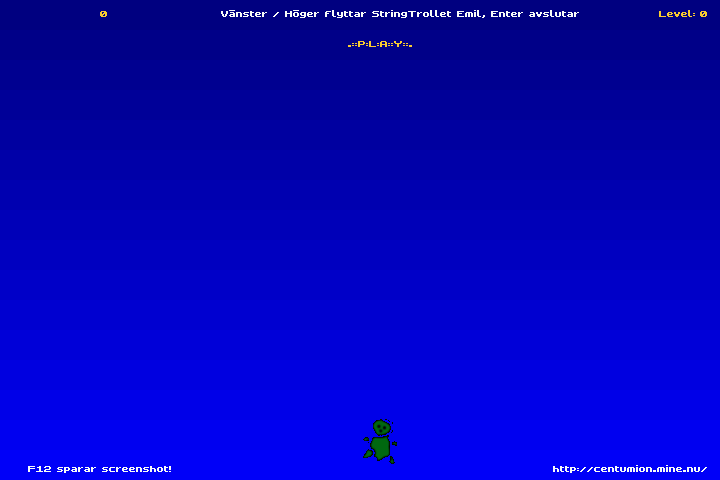 0 Vänster / Höger flyttar StringTrollet Emil, Enter avslutar Level: 0
.::P:L:A::Y::.
F12 sparar screenshot! http://centumion.mine.nu/